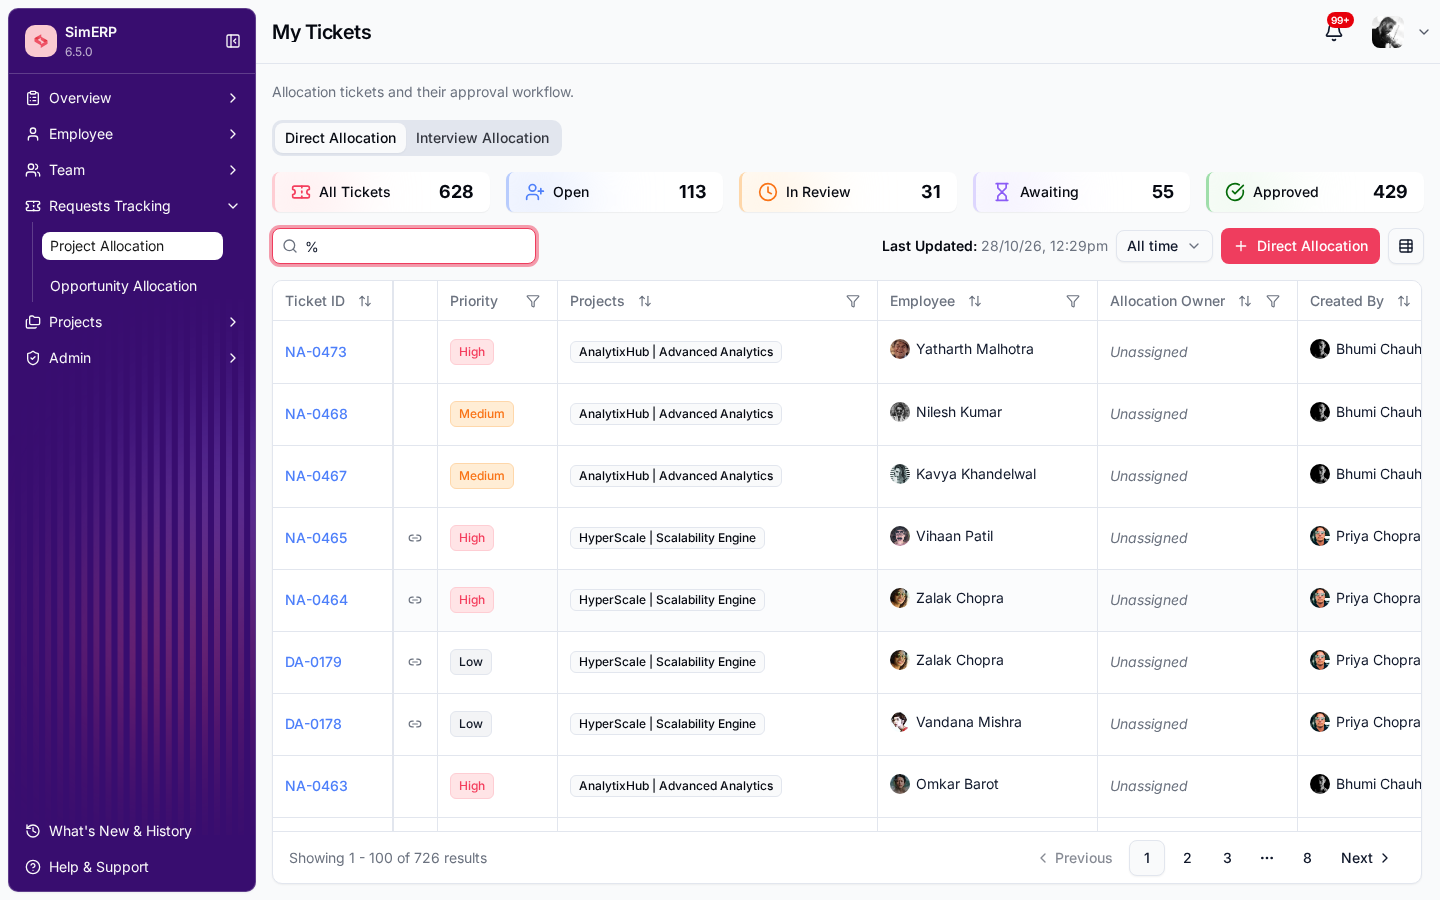 SimERP
6.5.0
Overview
Employee
Team
Requests Tracking
Project Allocation
Opportunity Allocation
Projects
Admin
What's New & History
Help & Support
My Tickets
99+
Allocation tickets and their approval workflow.
Direct Allocation Interview Allocation
All Tickets 628 Open 113 In Review 31 Awaiting 55 Approved 429
% Last Updated: 28/10/26, 12:29pm All time Direct Allocation
Ticket ID Priority Projects Employee Allocation Owner Created By
NA-0473 High AnalytixHub | Advanced Analytics Yatharth Malhotra Unassigned Bhumi Chauh
NA-0468 Medium AnalytixHub | Advanced Analytics Nilesh Kumar Unassigned Bhumi Chauh
NA-0467 Medium AnalytixHub | Advanced Analytics Kavya Khandelwal Unassigned Bhumi Chauh
NA-0465 High HyperScale | Scalability Engine Vihaan Patil Unassigned Priya Chopra
NA-0464 High HyperScale | Scalability Engine Zalak Chopra Unassigned Priya Chopra
DA-0179 Low HyperScale | Scalability Engine Zalak Chopra Unassigned Priya Chopra
DA-0178 Low HyperScale | Scalability Engine Vandana Mishra Unassigned Priya Chopra
NA-0463 High AnalytixHub | Advanced Analytics Omkar Barot Unassigned Bhumi Chauh
Showing 1 - 100 of 726 results Previous 1 2 3 ••• 8 Next